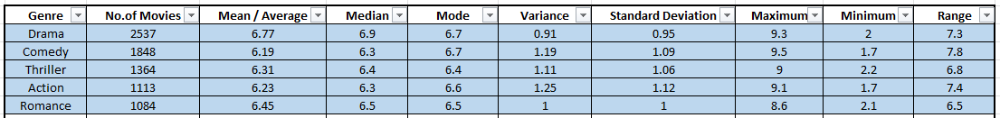 Genre No.of Movies Mean / Average Median Mode Variance Standard Deviation Maximum Minimum Range
Drama 2537 6.77 6.9 6.7 0.91 0.95 9.3 2 7.3
Comedy 1848 6.19 6.3 6.7 1.19 1.09 9.5 1.7 7.8
Thriller 1364 6.31 6.4 6.4 1.11 1.06 9 2.2 6.8
Action 1113 6.23 6.3 6.6 1.25 1.12 9.1 1.7 7.4
Romance 1084 6.45 6.5 6.5 1 1 8.6 2.1 6.5